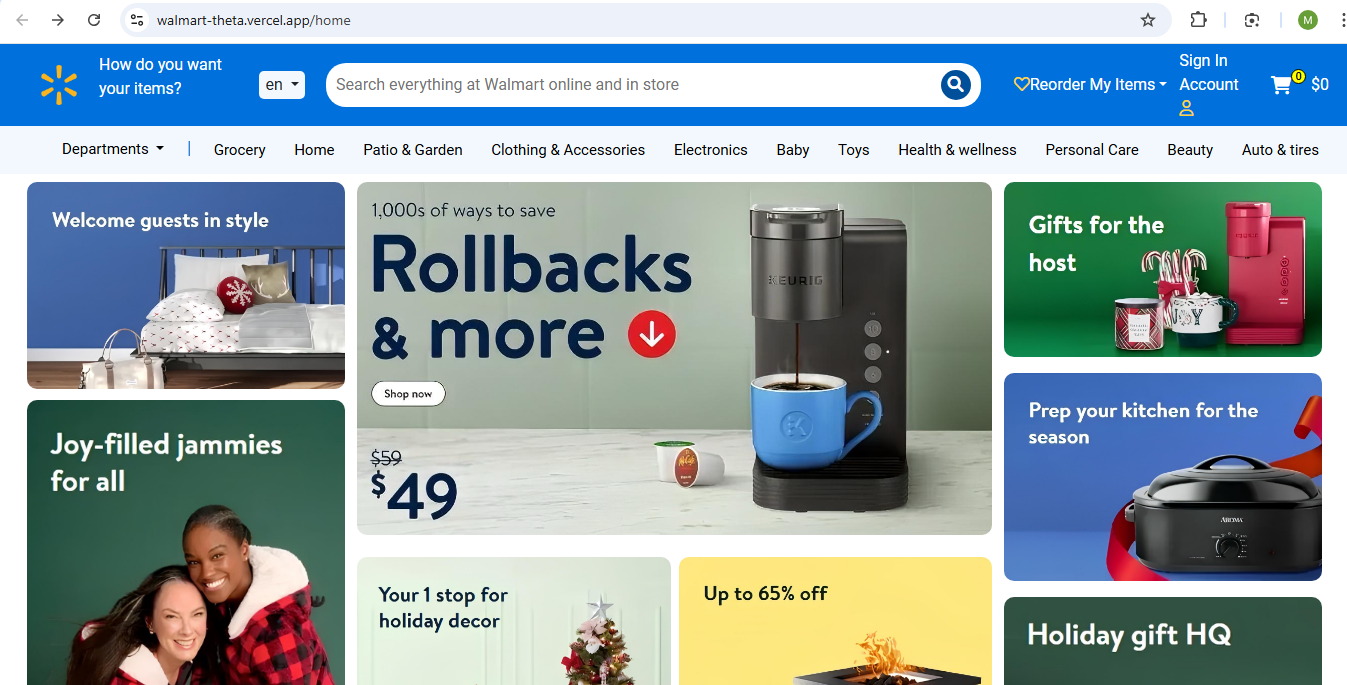 walmart-theta.vercel.app/home
M
How do you want
your items?
en
Search everything at Walmart online and in store
Reorder My Items
Sign In
Account
0
$0
Departments
Grocery
Home
Patio & Garden
Clothing & Accessories
Electronics
Baby
Toys
Health & wellness
Personal Care
Beauty
Auto & tires
Welcome guests in style
1,000s of ways to save
Rollbacks
& more
Shop now
$59
$49
KEURIG
K
Gifts for the
host
KEURIG
JOY
Joy-filled jammies
for all
Prep your kitchen for the
season
AROMA
Your 1 stop for
holiday decor
Up to 65% off
Holiday gift HQ